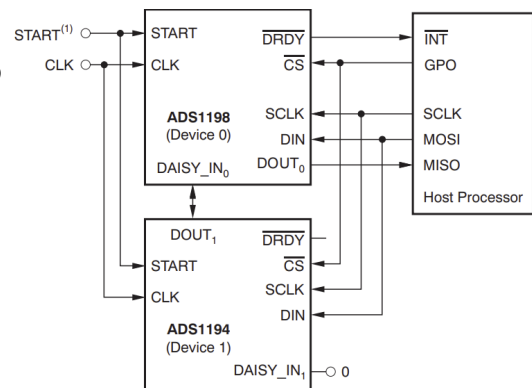 START(1)
CLK
START
CLK
ADS1198
(Device 0)
DAISY_IN0
DRDY
CS
SCLK
DIN
DOUT0
INT
GPO
SCLK
MOSI
MISO
Host Processor
DOUT1
START
CLK
ADS1194
(Device 1)
DRDY
CS
SCLK
DIN
DAISY_IN1
0